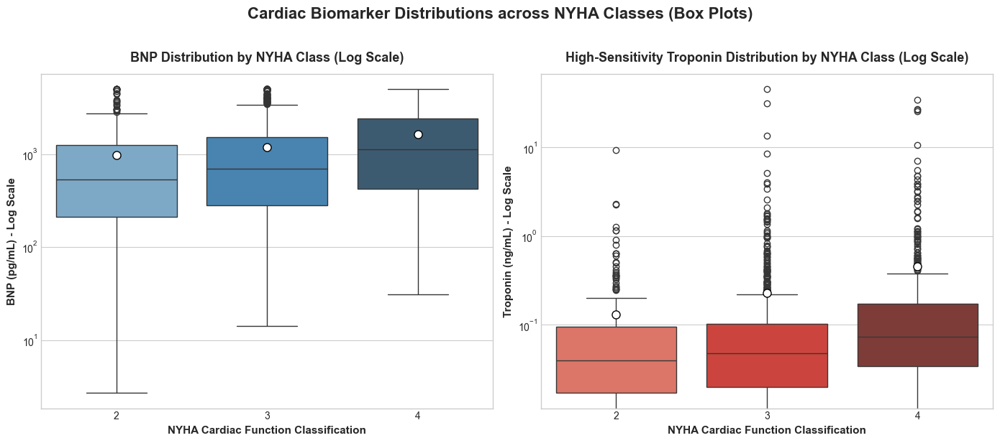 Cardiac Biomarker Distributions across NYHA Classes (Box Plots)
BNP Distribution by NYHA Class (Log Scale)
BNP (pg/mL) - Log Scale
10³
10²
10¹
2 3 4
NYHA Cardiac Function Classification
High-Sensitivity Troponin Distribution by NYHA Class (Log Scale)
Troponin (ng/mL) - Log Scale
10¹
10⁰
10⁻¹
2 3 4
NYHA Cardiac Function Classification